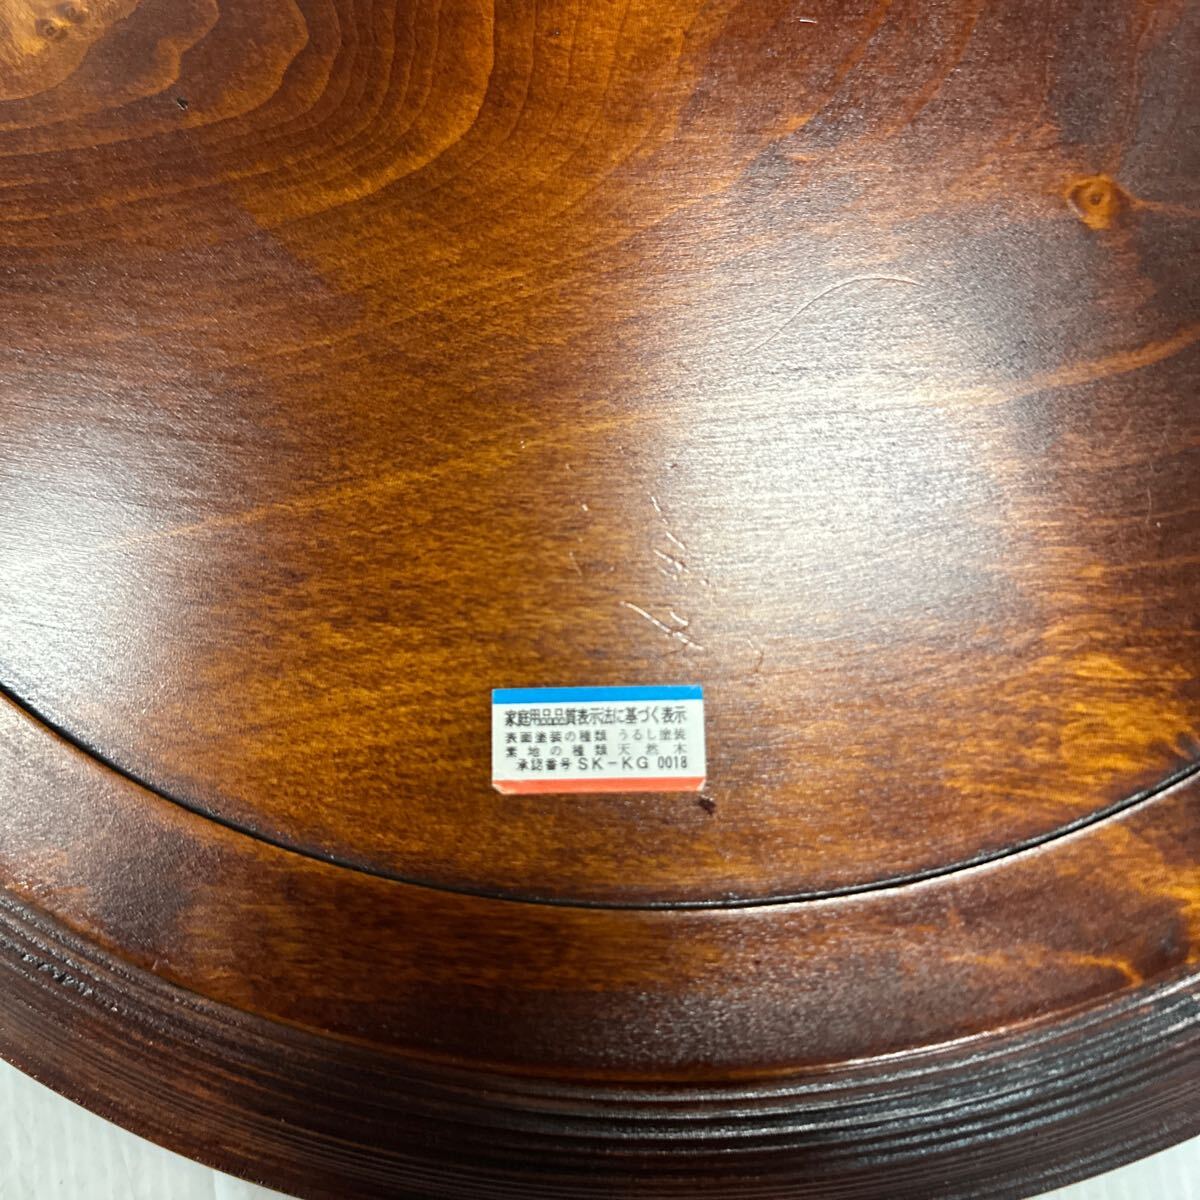 家庭用品品質表示法に基づく表示
表面塗装の種類 うるし塗装
素地の種類 天然木
承認番号 SK-KG 0018